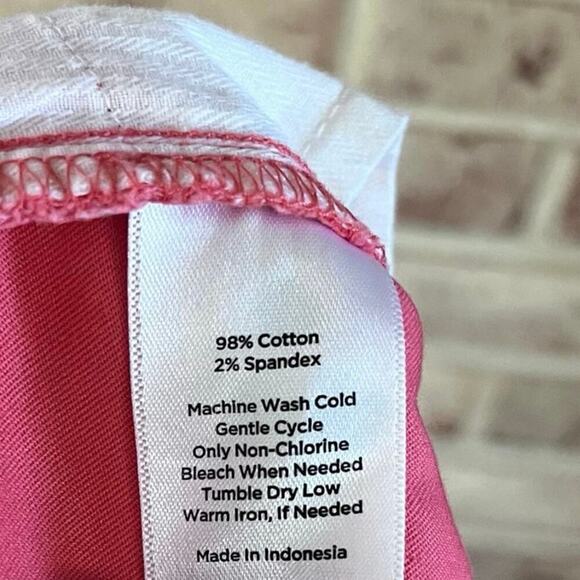 98% Cotton
2% Spandex
Machine Wash Cold
Gentle Cycle
Only Non-Chlorine
Bleach When Needed
Tumble Dry Low
Warm Iron, If Needed
Made In Indonesia